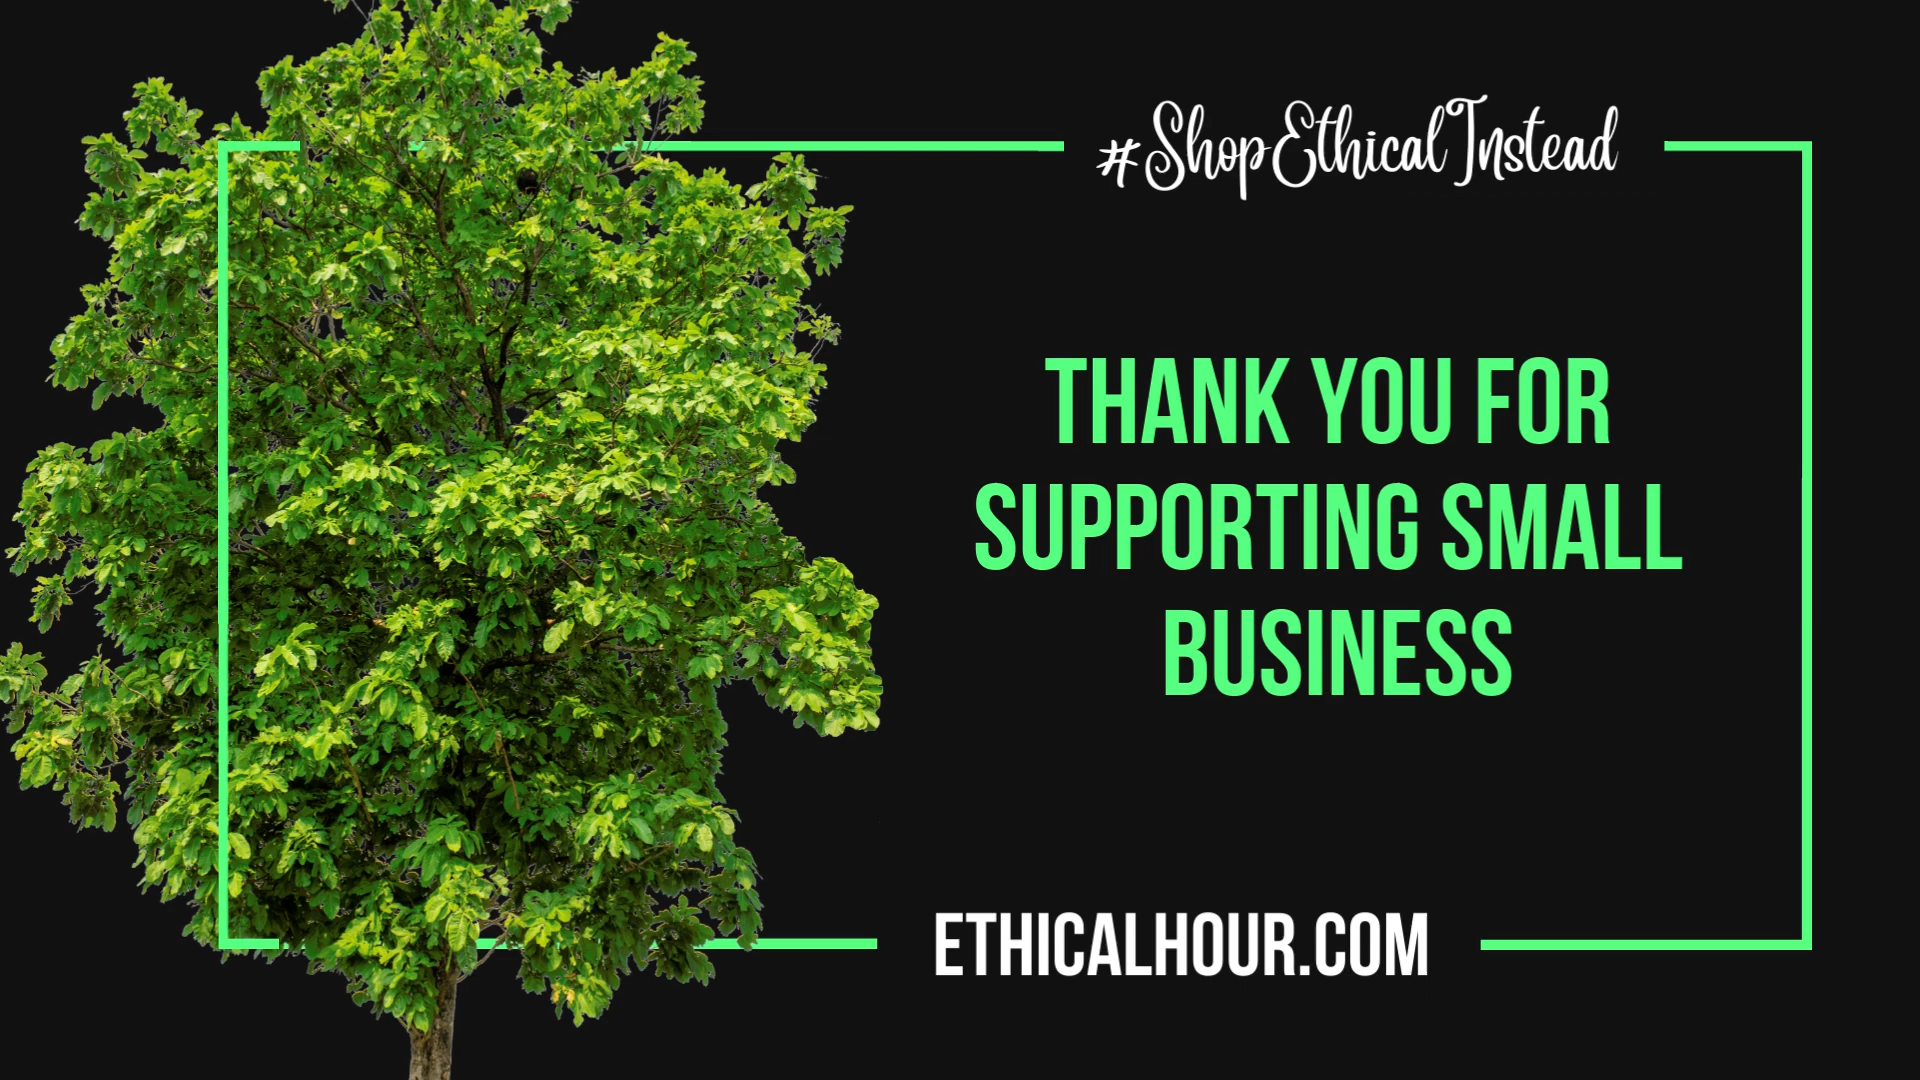 #ShopEthicalInstead
THANK YOU FOR
SUPPORTING SMALL
BUSINESS
ETHICALHOUR.COM